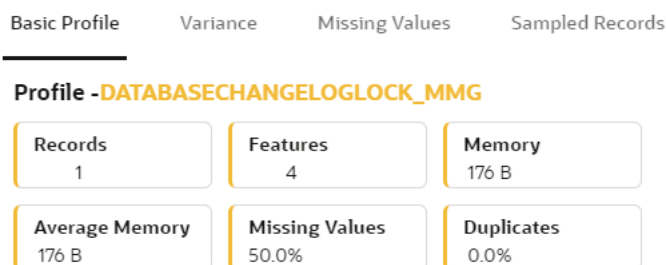 Basic Profile Variance Missing Values Sampled Records
Profile -DATABASECHANGELOGLOCK_MMG
Records Features Memory
1 4 176 B
Average Memory Missing Values Duplicates
176 B 50.0% 0.0%